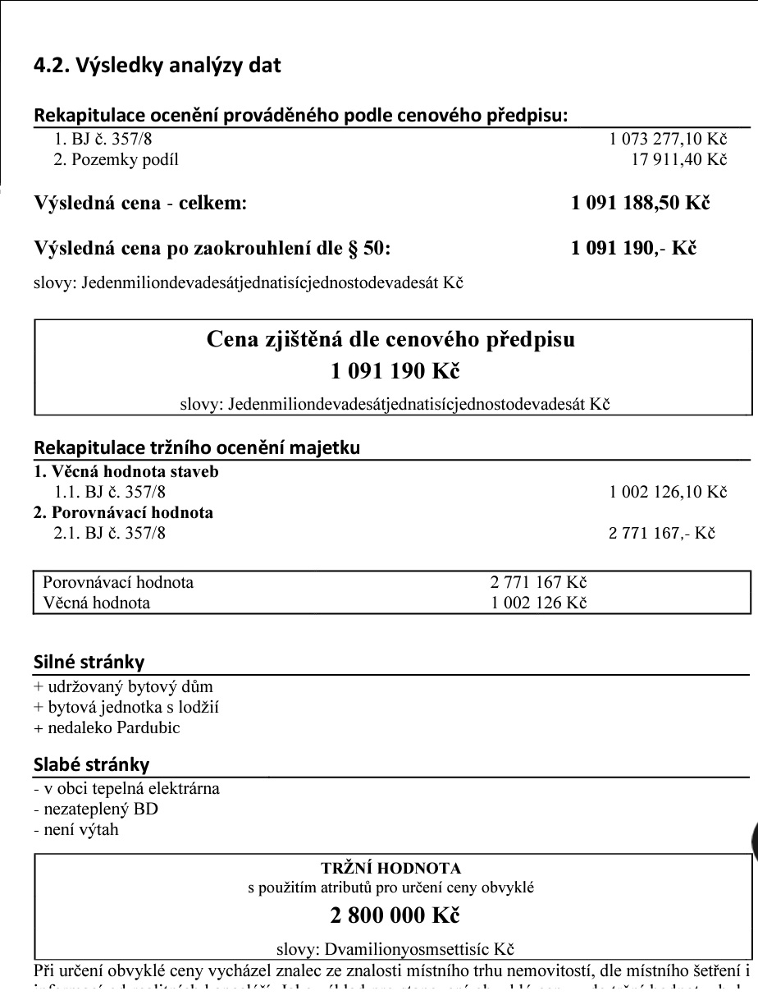 4.2. Výsledky analýzy dat
Rekapitulace ocenění prováděného podle cenového předpisu:
1. BJ č. 357/8 1 073 277,10 Kč
2. Pozemky podíl 17 911,40 Kč
Výsledná cena - celkem: 1 091 188,50 Kč
Výsledná cena po zaokrouhlení dle § 50: 1 091 190,- Kč
slovy: Jedenmiliondevadesátjednatisícjednostodevadesát Kč
Cena zjištěná dle cenového předpisu
1 091 190 Kč
slovy: Jedenmiliondevadesátjednatisícjednostodevadesát Kč
Rekapitulace tržního ocenění majetku
1. Věcná hodnota staveb
1.1. BJ č. 357/8 1 002 126,10 Kč
2. Porovnávací hodnota
2.1. BJ č. 357/8 2 771 167,- Kč
Porovnávací hodnota 2 771 167 Kč
Věcná hodnota 1 002 126 Kč
Silné stránky
+ udržovaný bytový dům
+ bytová jednotka s lodžií
+ nedaleko Pardubic
Slabé stránky
- v obci tepelná elektrárna
- nezateplený BD
- není výtah
TRŽNÍ HODNOTA
s použitím atributů pro určení ceny obvyklé
2 800 000 Kč
slovy: Dvamilionyosmsettisíc Kč
Při určení obvyklé ceny vycházel znalec ze znalosti místního trhu nemovitostí, dle místního šetření i